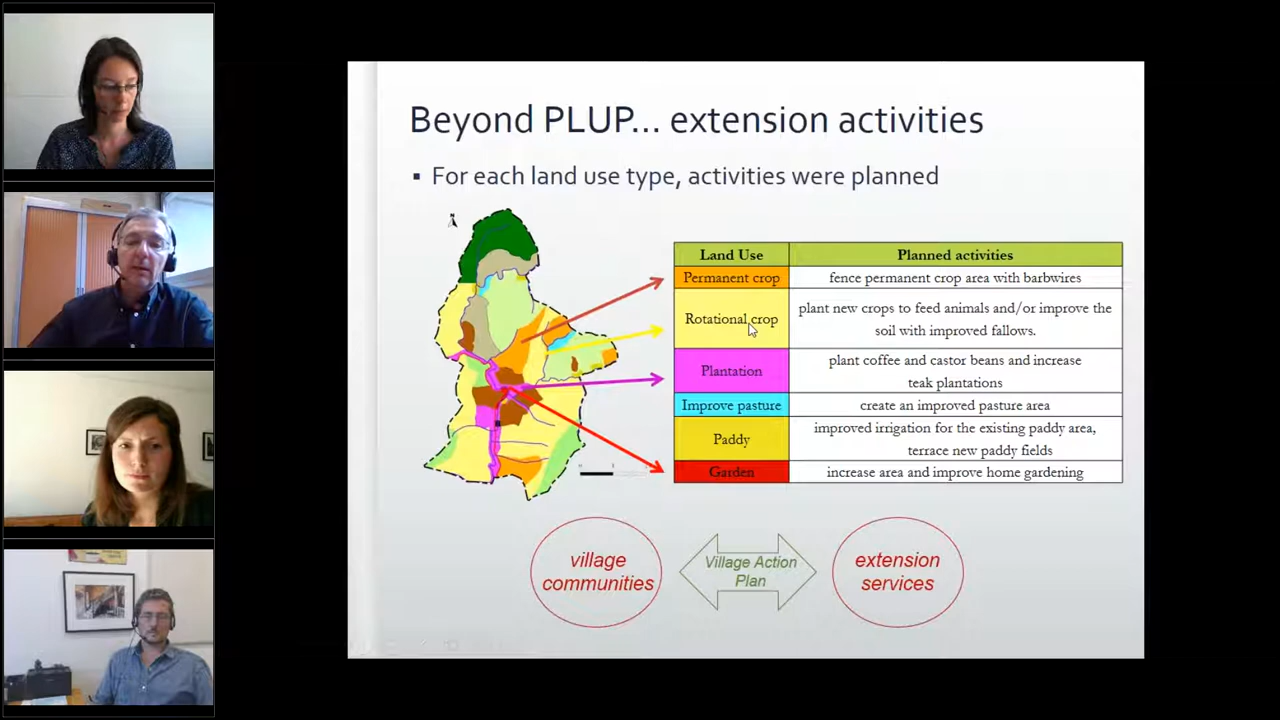 Beyond PLUP... extension activities
▪ For each land use type, activities were planned
N
Land Use Planned activities
Permanent crop fence permanent crop area with barbwires
Rotational crop plant new crops to feed animals and/or improve the
soil with improved fallows.
Plantation plant coffee and castor beans and increase
teak plantations
Improve pasture create an improved pasture area
Paddy improved irrigation for the existing paddy area,
terrace new paddy fields
Garden increase area and improve home gardening
village
communities
Village Action
Plan
extension
services